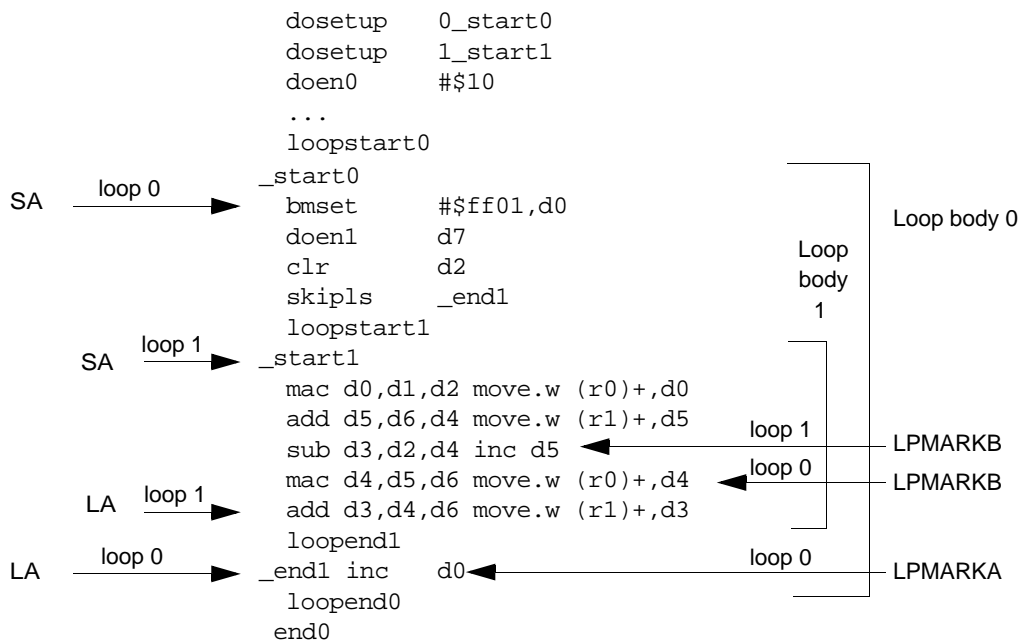 dosetup 0_start0
dosetup 1_start1
doen0 #$10
...
loopstart0
_start0
SA loop 0
bmset #$ff01,d0
Loop body 0
doen1 d7
clr d2
Loop body 1
skipls _end1
loopstart1
SA loop 1 _start1
mac d0,d1,d2 move.w (r0)+,d0
add d5,d6,d4 move.w (r1)+,d5
sub d3,d2,d4 inc d5 loop 1 LPMARKB
mac d4,d5,d6 move.w (r0)+,d4 loop 0 LPMARKB
LA loop 1 add d3,d4,d6 move.w (r1)+,d3
loopend1
LA loop 0 _end1 inc d0 loop 0 LPMARKA
loopend0
end0